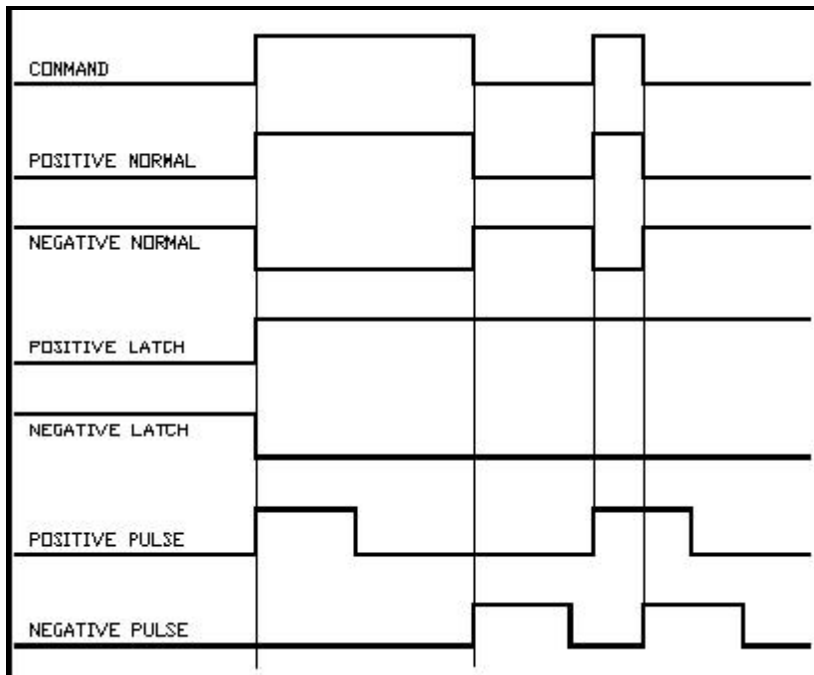 CONMAND
POSITIVE NORMAL
NEGATIVE NORMAL
POSITIVE LATCH
NEGATIVE LATCH
POSITIVE PULSE
NEGATIVE PULSE